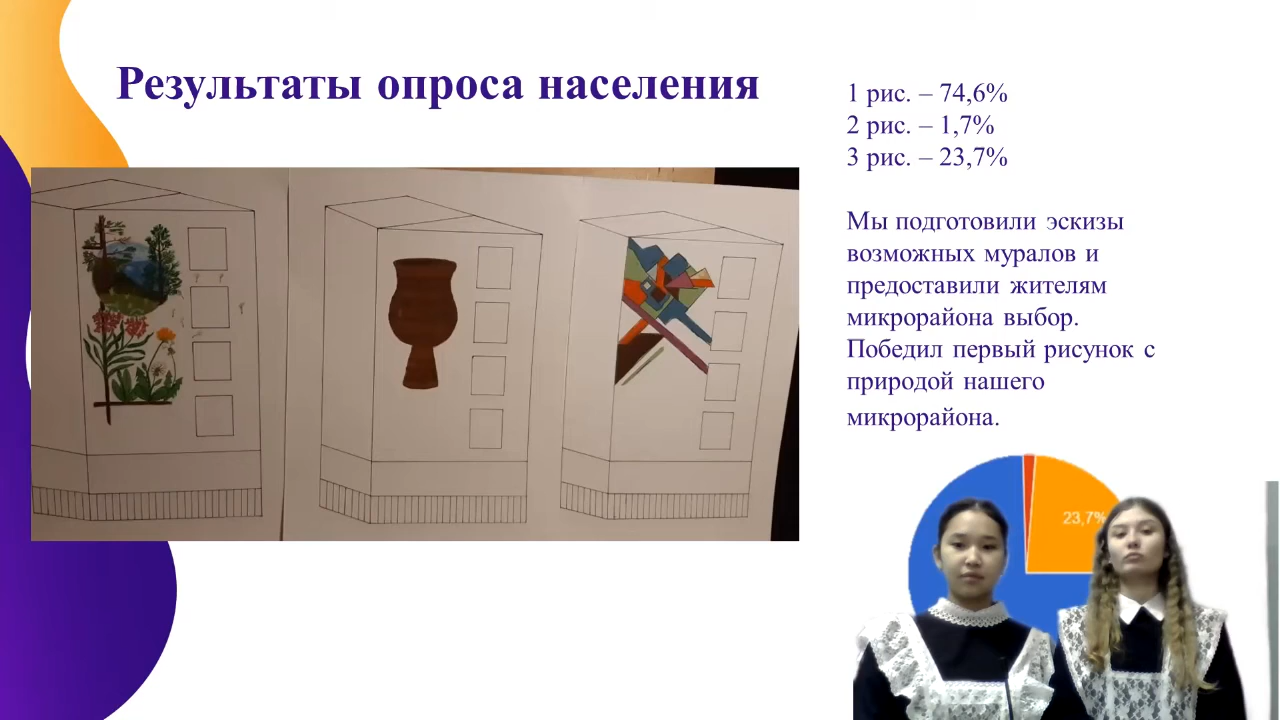 Результаты опроса населения
1 рис. – 74,6%
2 рис. – 1,7%
3 рис. – 23,7%
Мы подготовили эскизы
возможных муралов и
предоставили жителям
микрорайона выбор.
Победил первый рисунок с
природой нашего
микрорайона.
23,7%